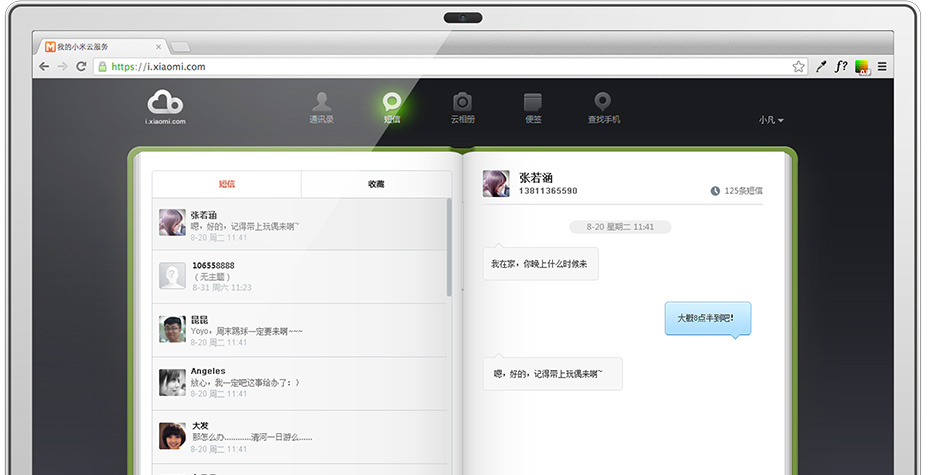 我的小米云服务
https://i.xiaomi.com
f?
i.xiaomi.com
通讯录
短信
云相册
便签
查找手机
小凡
短信
收藏
张若涵
嗯，好的，记得带上玩偶来啊~
8-20 周二 11:41
106558888
（无主题）
8-31 周六 11:23
昆昆
Yoyo，周末踢球一定要来啊~~~
8-20 周二 11:41
Angeles
放心，我一定吧这事给办了：）
8-20 周二 11:41
大发
那怎么办............清河一日游么......
8-20 周二 11:41
张若涵
13811365590
125条短信
8-20 星期二 11:41
我在家，你晚上什么时候来
大概8点半到吧！
嗯，好的，记得带上玩偶来啊~